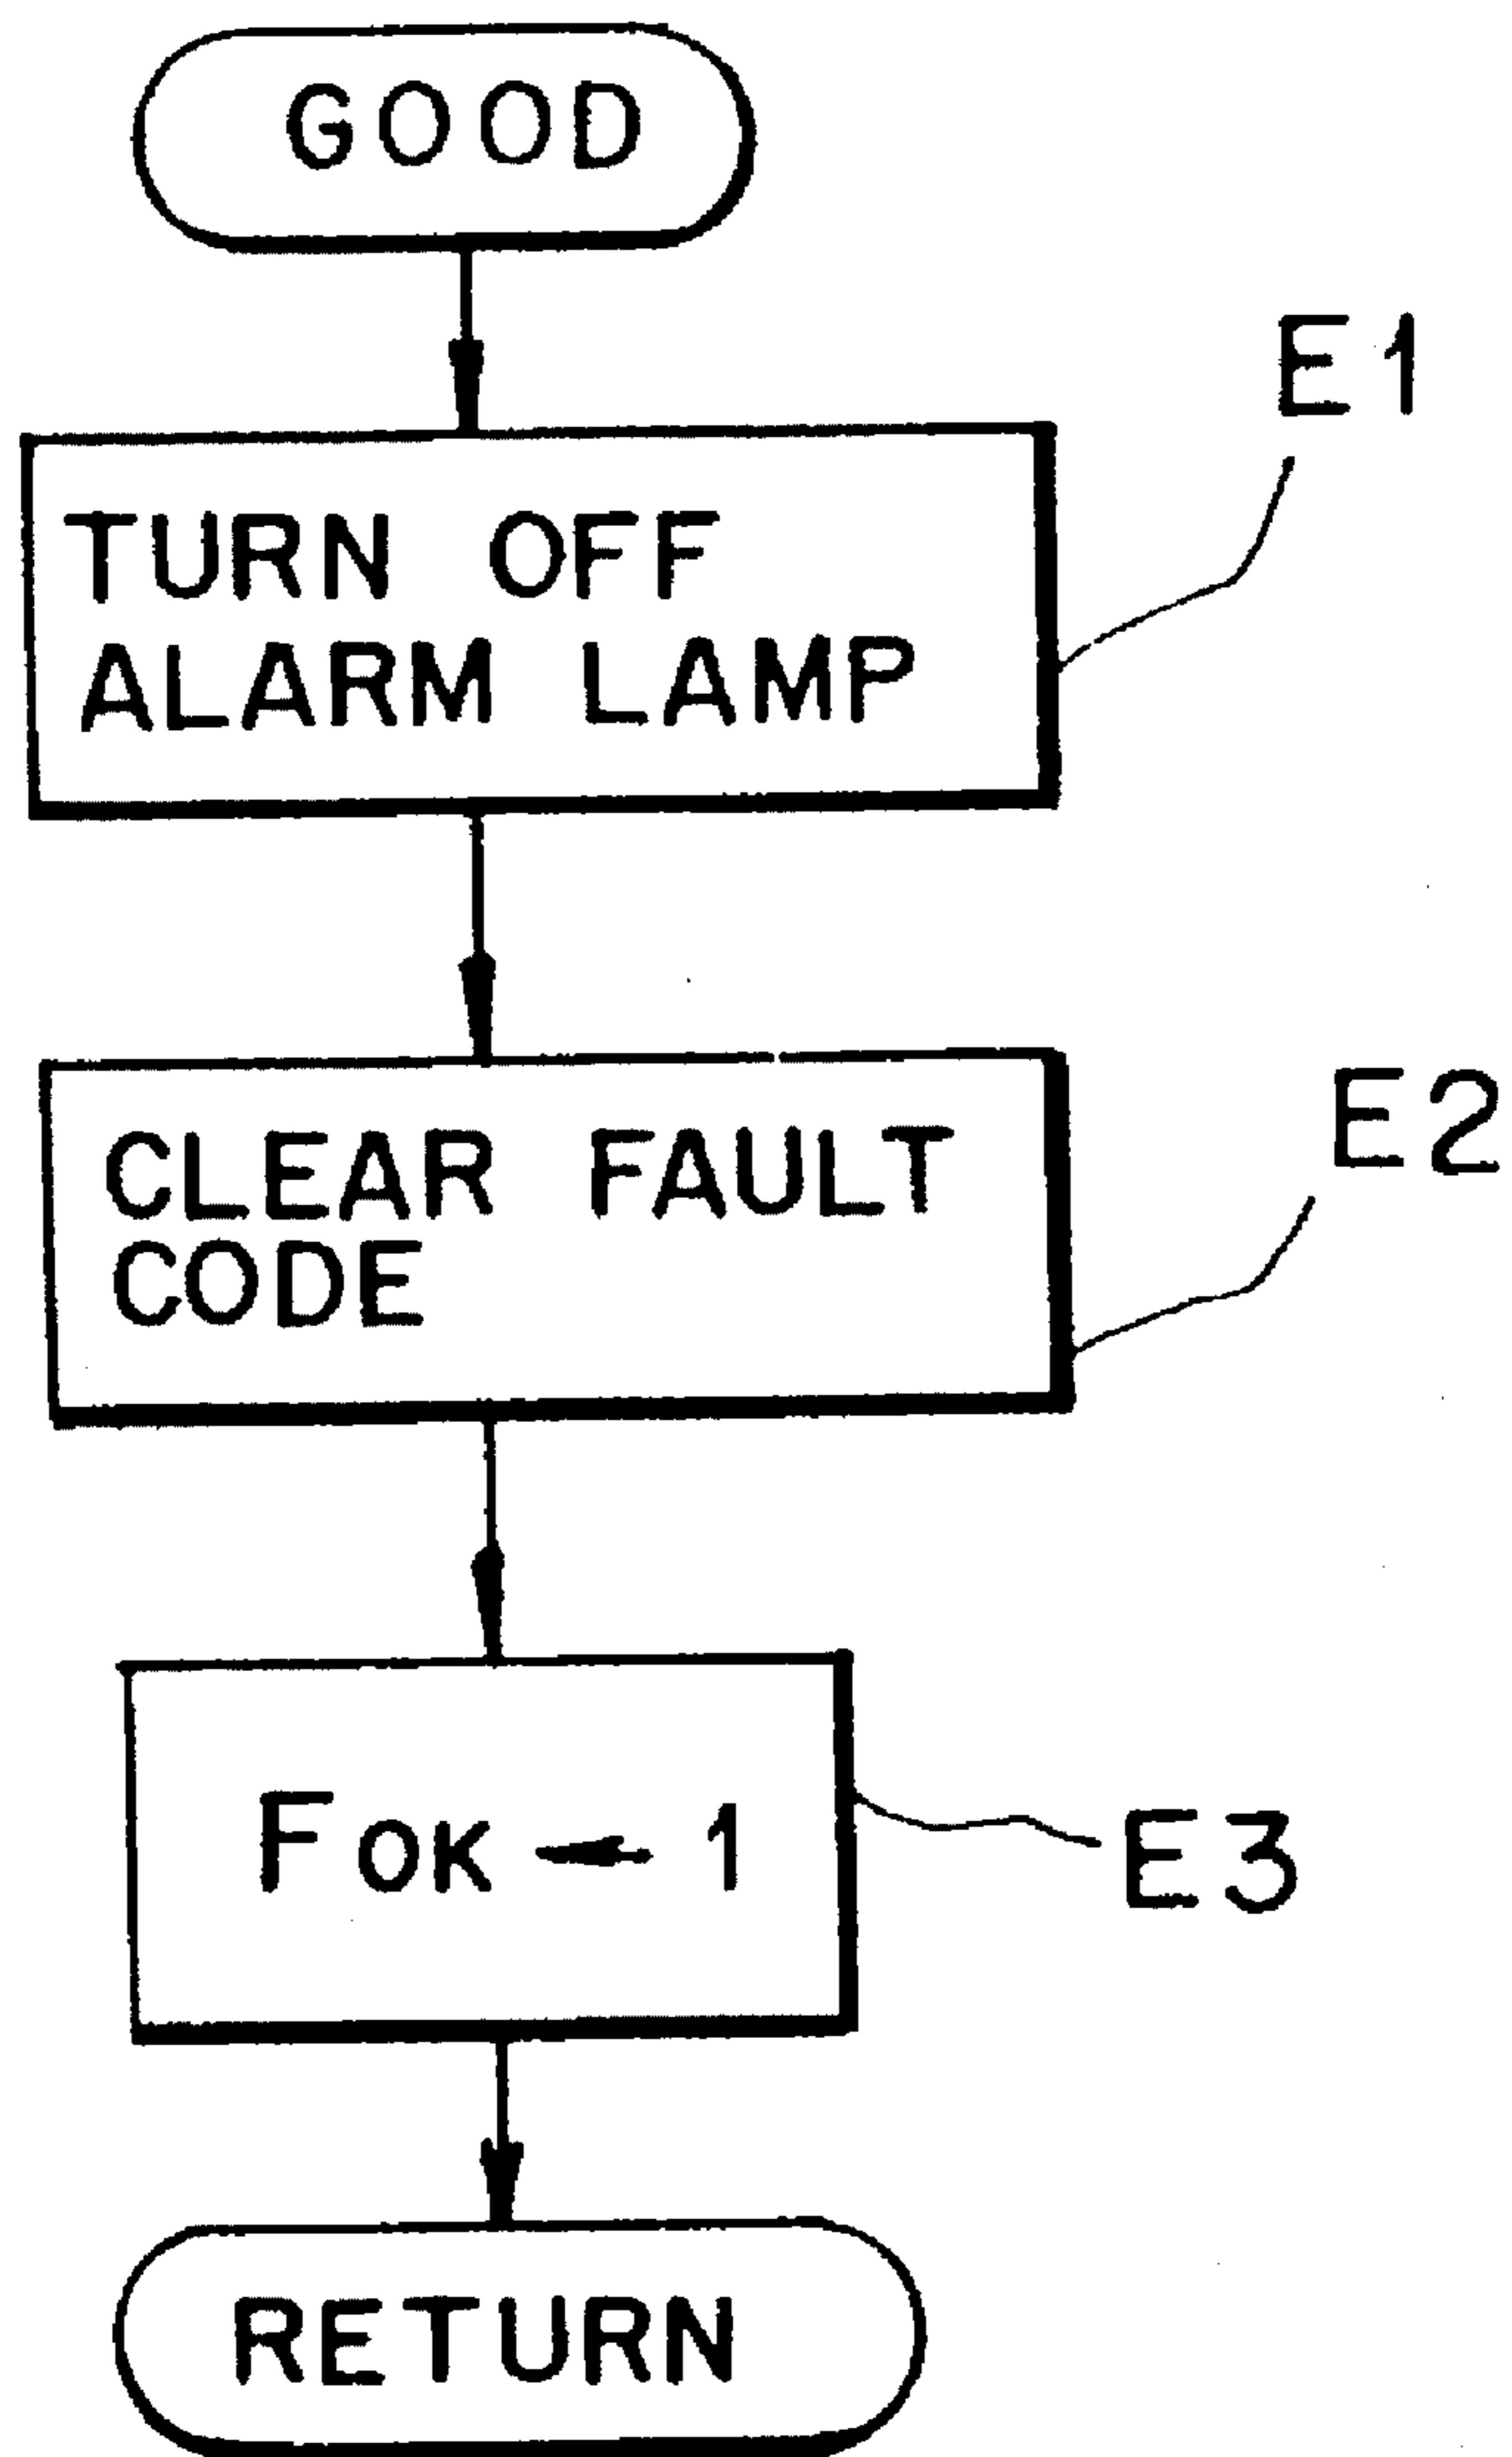 GOOD
E1
TURN OFF
ALARM LAMP
E2
CLEAR FAULT
CODE
FOK ← 1
E3
RETURN